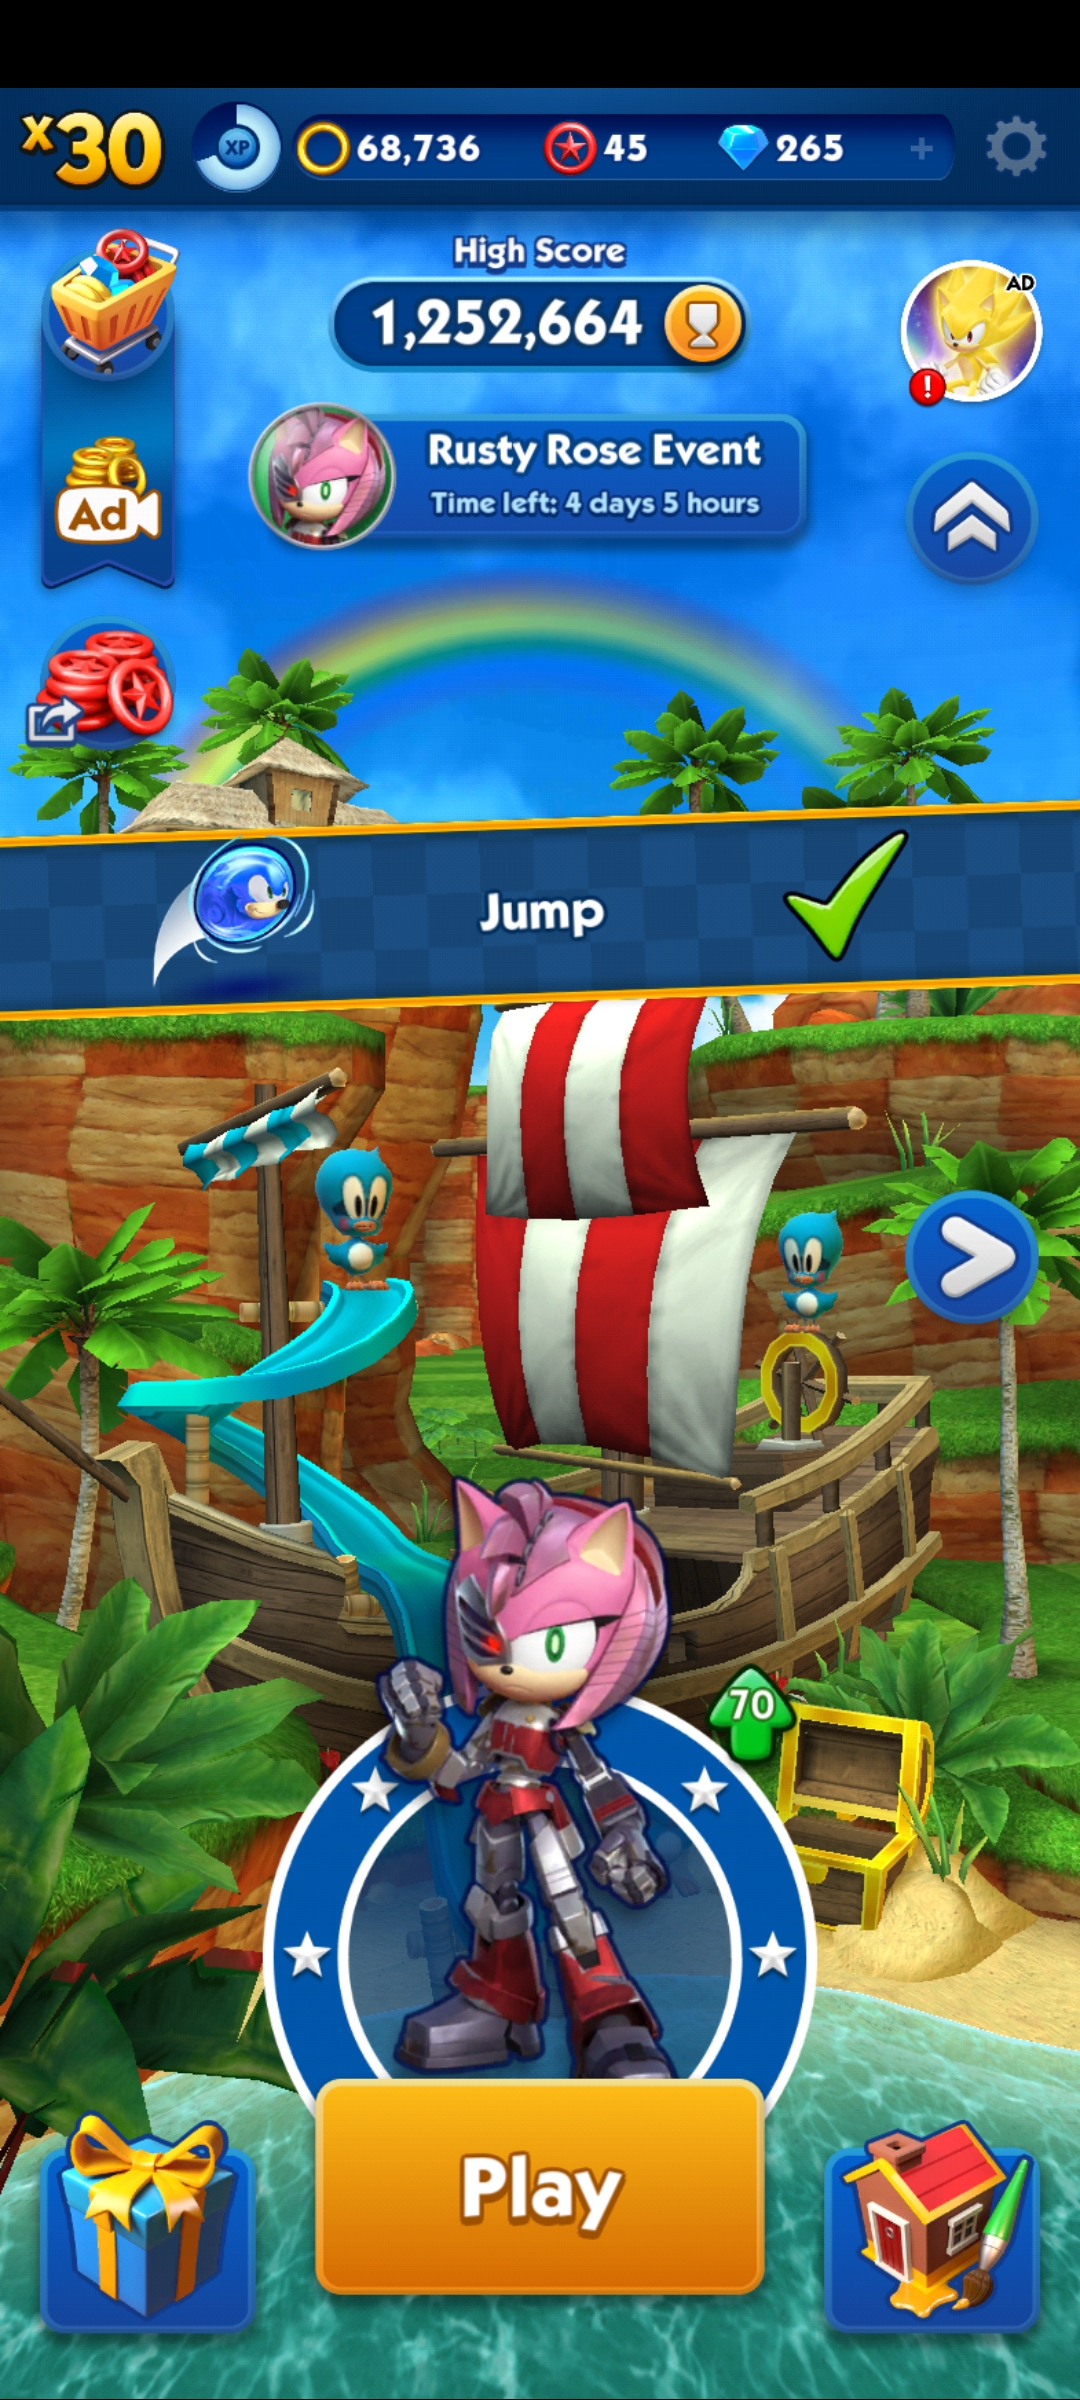 x30
XP
68,736
45
265
+
High Score
1,252,664
AD
!
Rusty Rose Event
Time left: 4 days 5 hours
Ad
Jump
70
Play